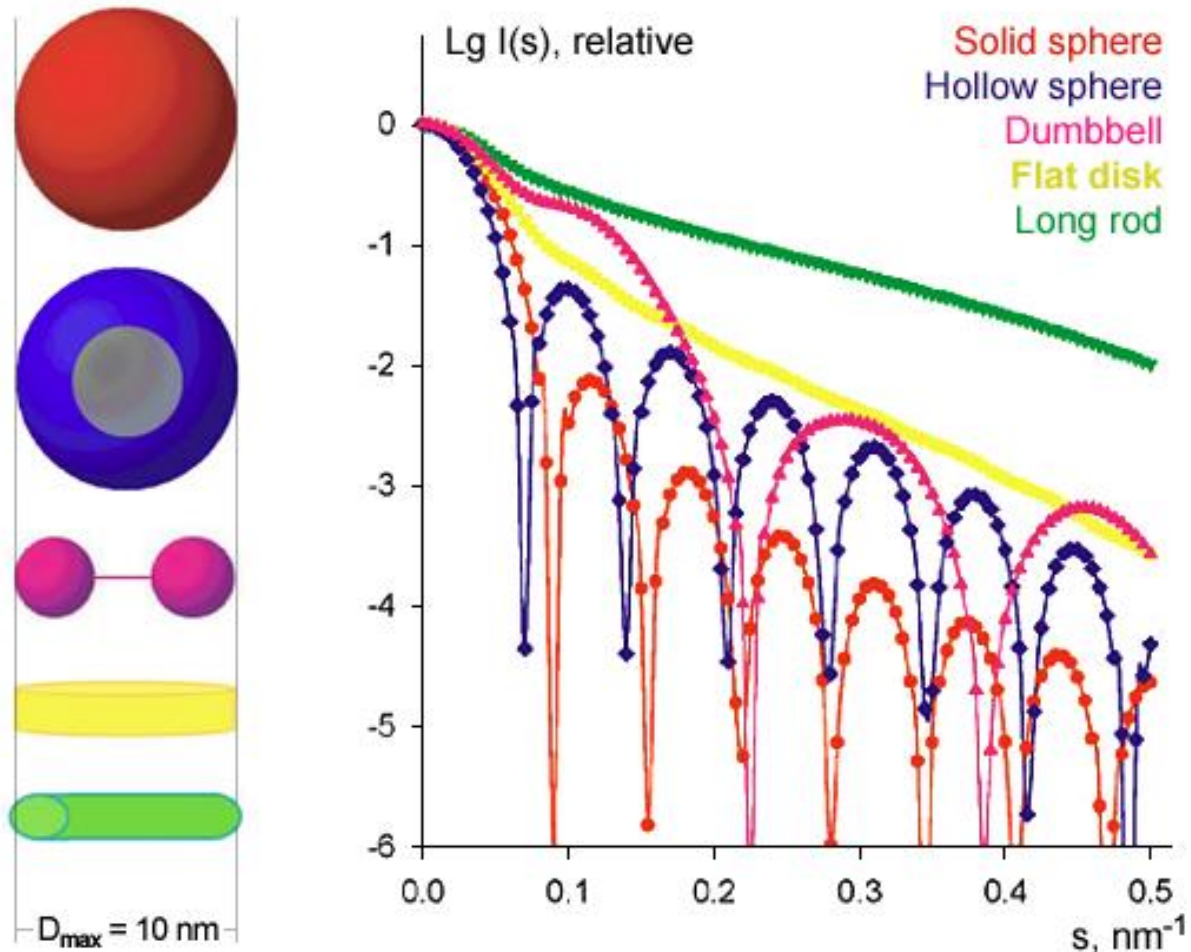 Lg I(s), relative
Solid sphere
Hollow sphere
Dumbbell
Flat disk
Long rod
0
-1
-2
-3
-4
-5
-6
0.0 0.1 0.2 0.3 0.4 0.5
s, nm⁻¹
Dmax = 10 nm